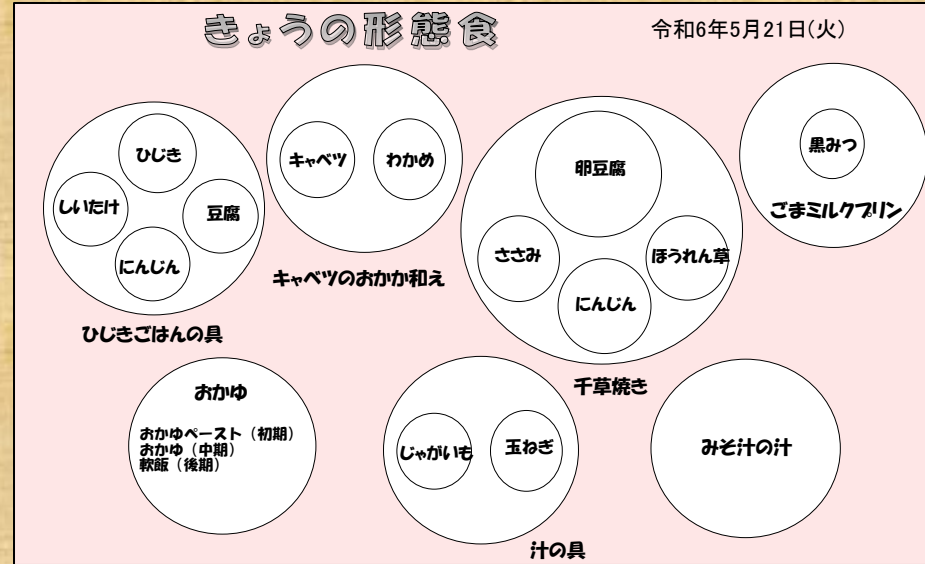 きょうの形態食
令和6年5月21日(火)
ひじき
しいたけ
豆腐
にんじん
ひじきごはんの具
キャベツ
わかめ
キャベツのおかか和え
卵豆腐
ささみ
ほうれん草
にんじん
千草焼き
黒みつ
ごまミルクプリン
おかゆ
おかゆペースト（初期）
おかゆ（中期）
軟飯（後期）
じゃがいも
玉ねぎ
汁の具
みそ汁の汁